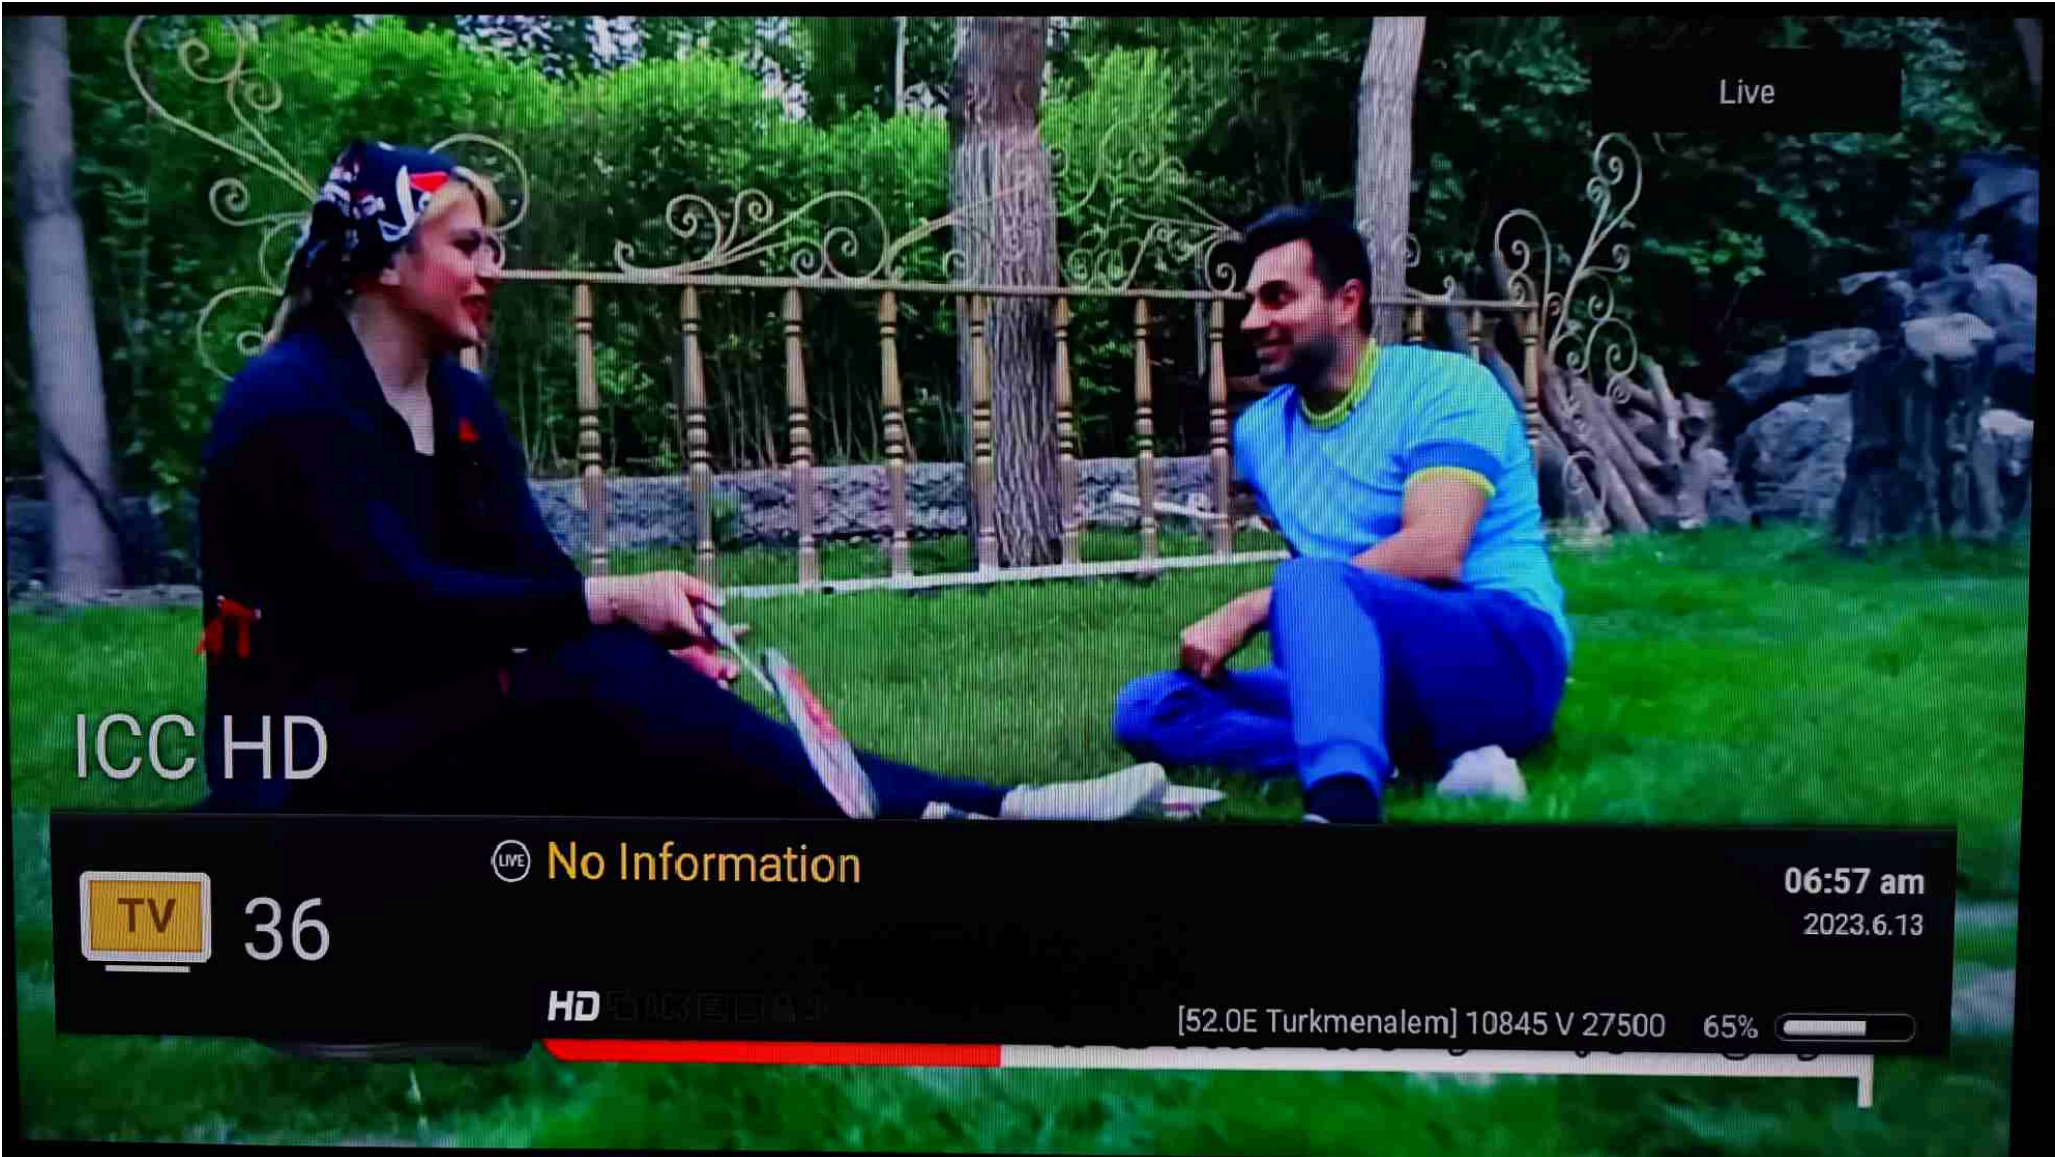 Live
ICC HD
LIVE No Information
TV 36
06:57 am
2023.6.13
HD
[52.0E Turkmenalem] 10845 V 27500 65%